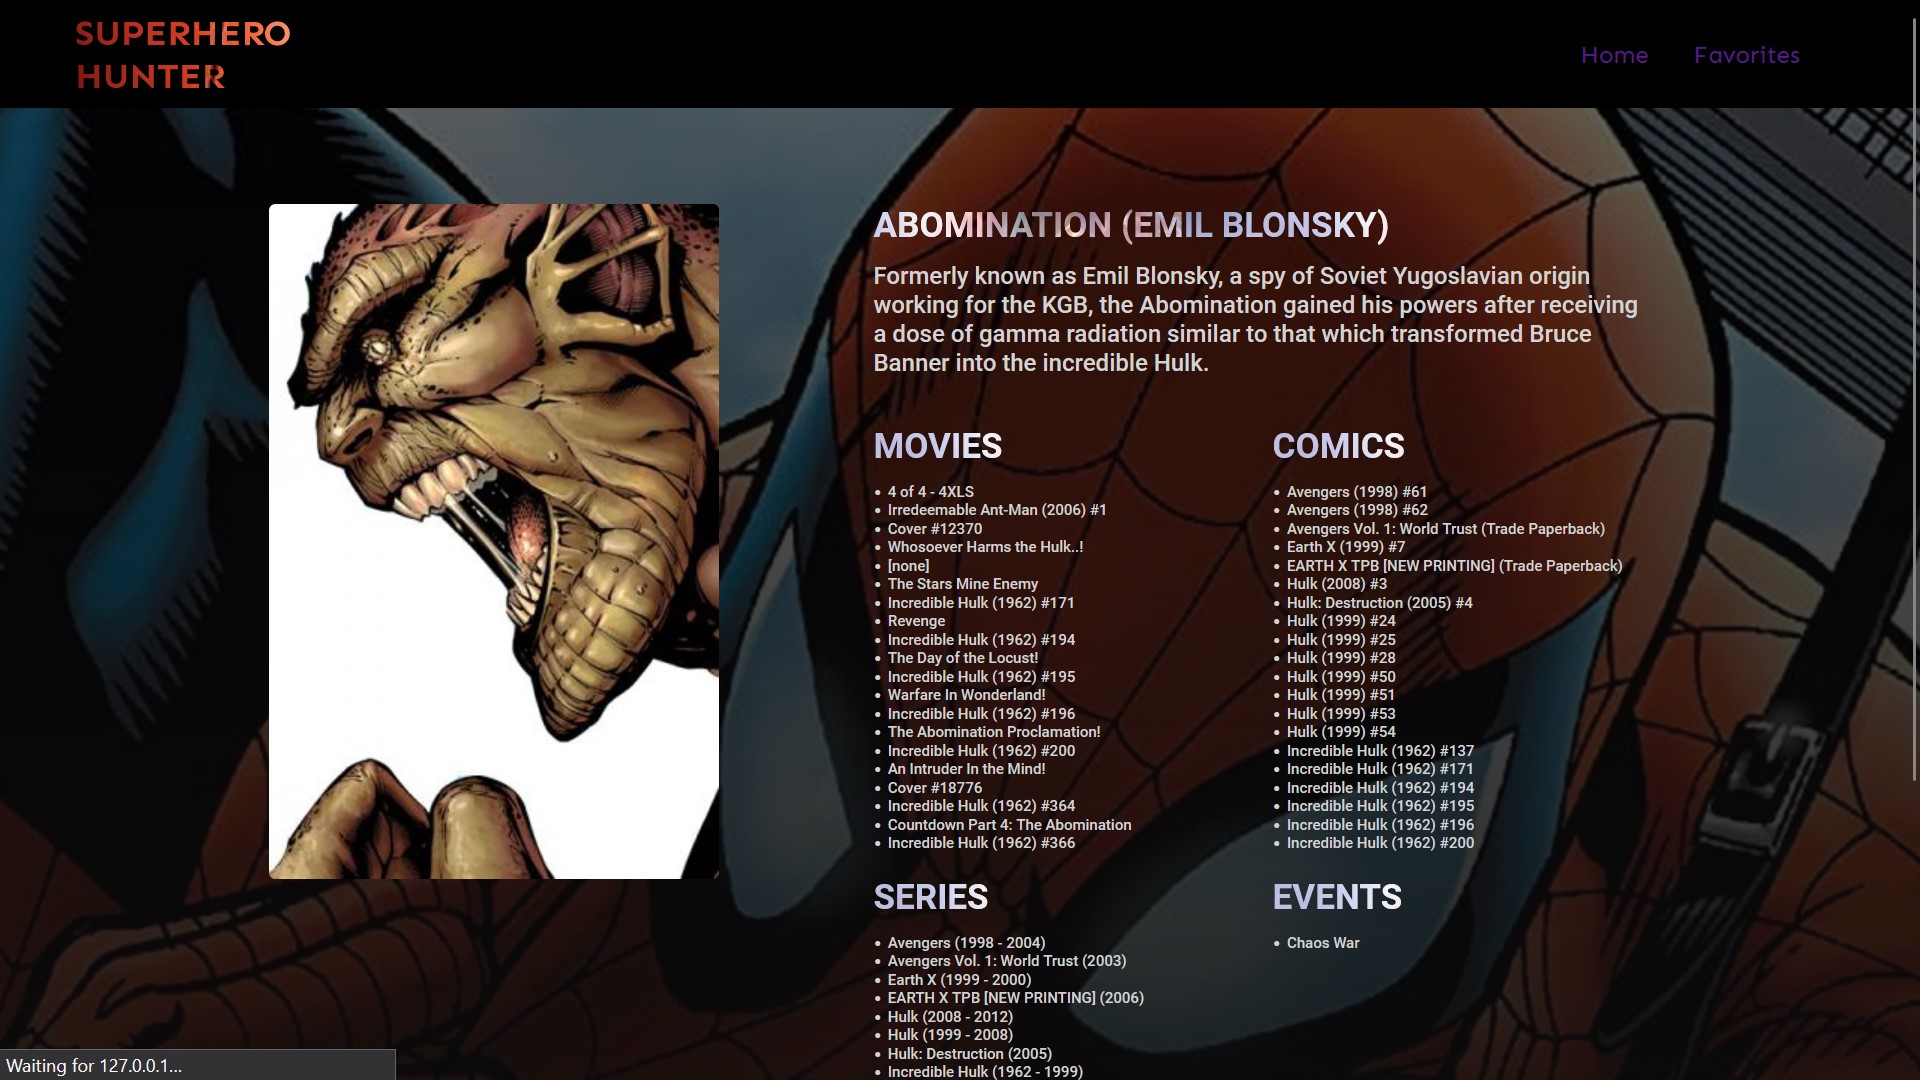 SUPERHERO
HUNTER
Home
Favorites
ABOMINATION (EMIL BLONSKY)
Formerly known as Emil Blonsky, a spy of Soviet Yugoslavian origin
working for the KGB, the Abomination gained his powers after receiving
a dose of gamma radiation similar to that which transformed Bruce
Banner into the incredible Hulk.
MOVIES
• 4 of 4 - 4XLS
• Irredeemable Ant-Man (2006) #1
• Cover #12370
• Whosoever Harms the Hulk..!
• [none]
• The Stars Mine Enemy
• Incredible Hulk (1962) #171
• Revenge
• Incredible Hulk (1962) #194
• The Day of the Locust!
• Incredible Hulk (1962) #195
• Warfare In Wonderland!
• Incredible Hulk (1962) #196
• The Abomination Proclamation!
• Incredible Hulk (1962) #200
• An Intruder In the Mind!
• Cover #18776
• Incredible Hulk (1962) #364
• Countdown Part 4: The Abomination
• Incredible Hulk (1962) #366
COMICS
• Avengers (1998) #61
• Avengers (1998) #62
• Avengers Vol. 1: World Trust (Trade Paperback)
• Earth X (1999) #7
• EARTH X TPB [NEW PRINTING] (Trade Paperback)
• Hulk (2008) #3
• Hulk: Destruction (2005) #4
• Hulk (1999) #24
• Hulk (1999) #25
• Hulk (1999) #28
• Hulk (1999) #50
• Hulk (1999) #51
• Hulk (1999) #53
• Hulk (1999) #54
• Incredible Hulk (1962) #137
• Incredible Hulk (1962) #171
• Incredible Hulk (1962) #194
• Incredible Hulk (1962) #195
• Incredible Hulk (1962) #196
• Incredible Hulk (1962) #200
SERIES
• Avengers (1998 - 2004)
• Avengers Vol. 1: World Trust (2003)
• Earth X (1999 - 2000)
• EARTH X TPB [NEW PRINTING] (2006)
• Hulk (2008 - 2012)
• Hulk (1999 - 2008)
• Hulk: Destruction (2005)
• Incredible Hulk (1962 - 1999)
EVENTS
• Chaos War
Waiting for 127.0.0.1...